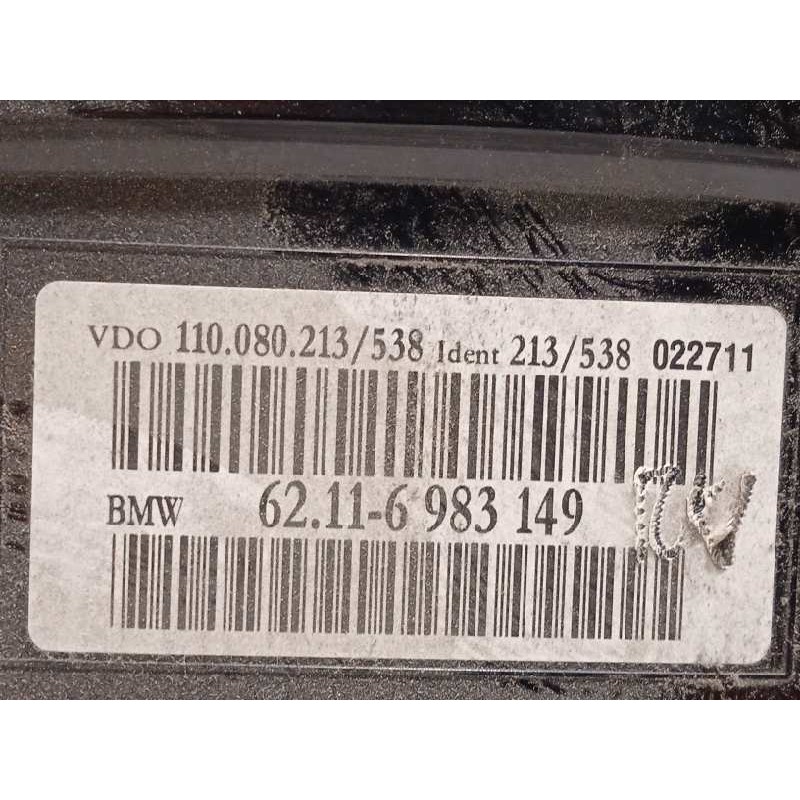 VDO 110.080.213/538 Ident 213/538 022711
BMW 62.11-6 983 149